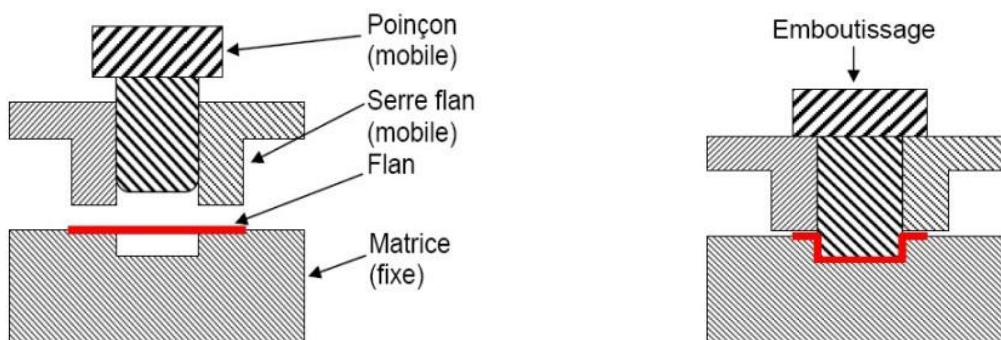 Poinçon
(mobile)
Serre flan
(mobile)
Flan
Matrice
(fixe)
Emboutissage